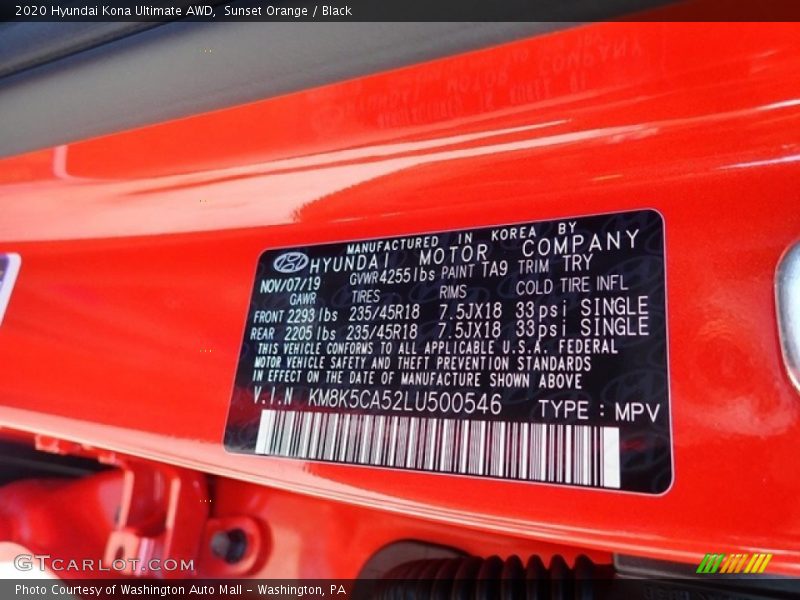 2020 Hyundai Kona Ultimate AWD, Sunset Orange / Black
MANUFACTURED IN KOREA BY
HYUNDAI MOTOR COMPANY
NOV/07/19 GVWR 4255lbs PAINT TA9 TRIM TRY
GAWR TIRES RIMS COLD TIRE INFL
FRONT 2293 lbs 235/45R18 7.5JX18 33psi SINGLE
REAR 2205 lbs 235/45R18 7.5JX18 33psi SINGLE
THIS VEHICLE CONFORMS TO ALL APPLICABLE U.S.A. FEDERAL
MOTOR VEHICLE SAFETY AND THEFT PREVENTION STANDARDS
IN EFFECT ON THE DATE OF MANUFACTURE SHOWN ABOVE
V.I.N KM8K5CA52LU500546 TYPE : MPV
GTCARLOT.COM
Photo Courtesy of Washington Auto Mall - Washington, PA